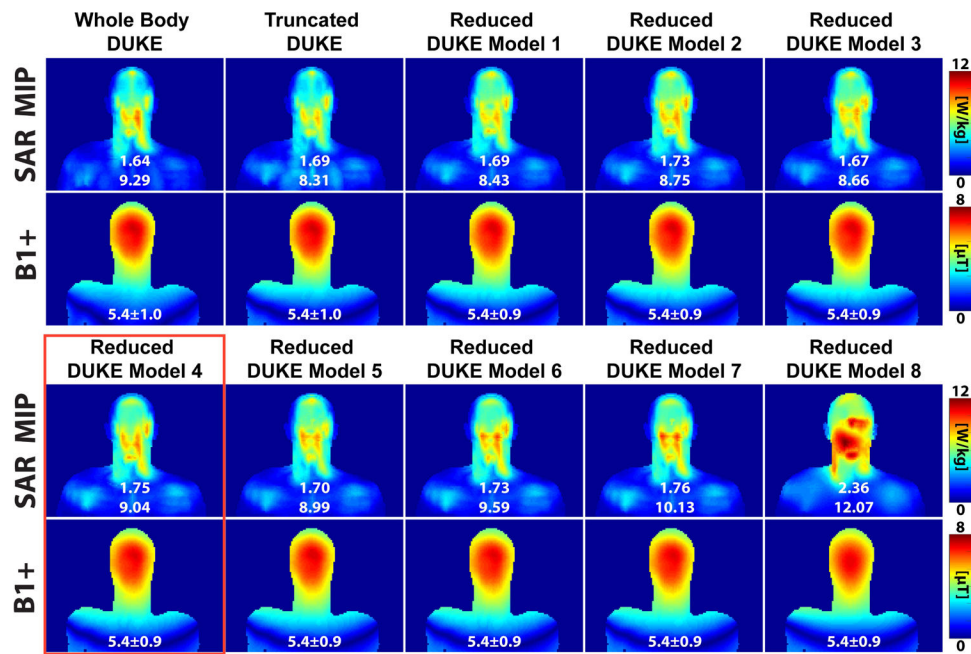 Whole Body
DUKE
Truncated
DUKE
Reduced
DUKE Model 1
Reduced
DUKE Model 2
Reduced
DUKE Model 3
SAR MIP
1.64
9.29
1.69
8.31
1.69
8.43
1.73
8.75
1.67
8.66
12
[W/kg]
0
B1+
5.4±1.0
5.4±1.0
5.4±0.9
5.4±0.9
5.4±0.9
8
[µT]
0
Reduced
DUKE Model 4
Reduced
DUKE Model 5
Reduced
DUKE Model 6
Reduced
DUKE Model 7
Reduced
DUKE Model 8
SAR MIP
1.75
9.04
1.70
8.99
1.73
9.59
1.76
10.13
2.36
12.07
12
[W/kg]
0
B1+
5.4±0.9
5.4±0.9
5.4±0.9
5.4±0.9
5.4±0.9
8
[µT]
0